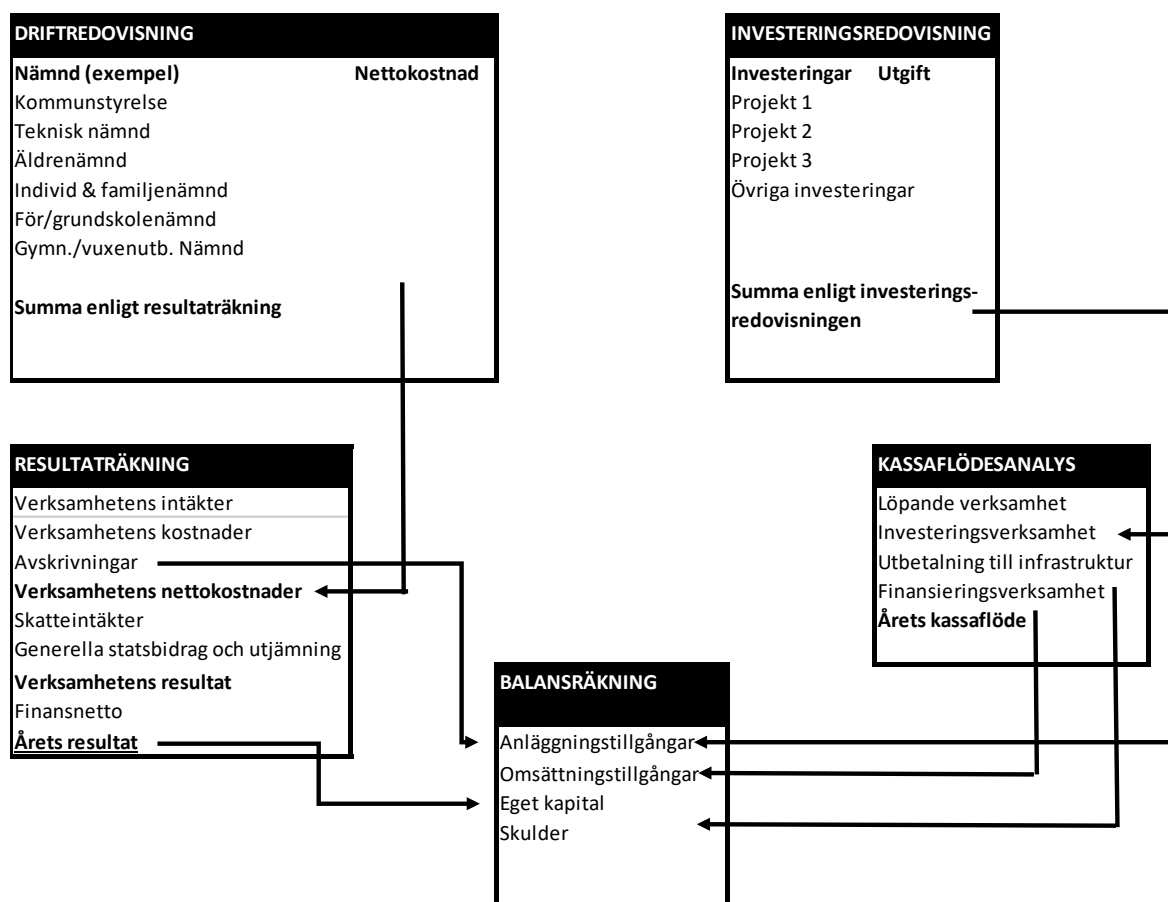 DRIFTREDOVISNING
Nämnd (exempel) Nettokostnad
Kommunstyrelse
Teknisk nämnd
Äldrenämnd
Individ & familjenämnd
För/grundskolenämnd
Gymn./vuxenutb. Nämnd
Summa enligt resultaträkning
INVESTERINGSREDOVISNING
Investeringar Utgift
Projekt 1
Projekt 2
Projekt 3
Övriga investeringar
Summa enligt investerings-
redovisningen
RESULTATRÄKNING
Verksamhetens intäkter
Verksamhetens kostnader
Avskrivningar
Verksamhetens nettokostnader
Skatteintäkter
Generella statsbidrag och utjämning
Verksamhetens resultat
Finansnetto
Årets resultat
KASSAFLÖDESANALYS
Löpande verksamhet
Investeringsverksamhet
Utbetalning till infrastruktur
Finansieringsverksamhet
Årets kassaflöde
BALANSRÄKNING
Anläggningstillgångar
Omsättningstillgångar
Eget kapital
Skulder